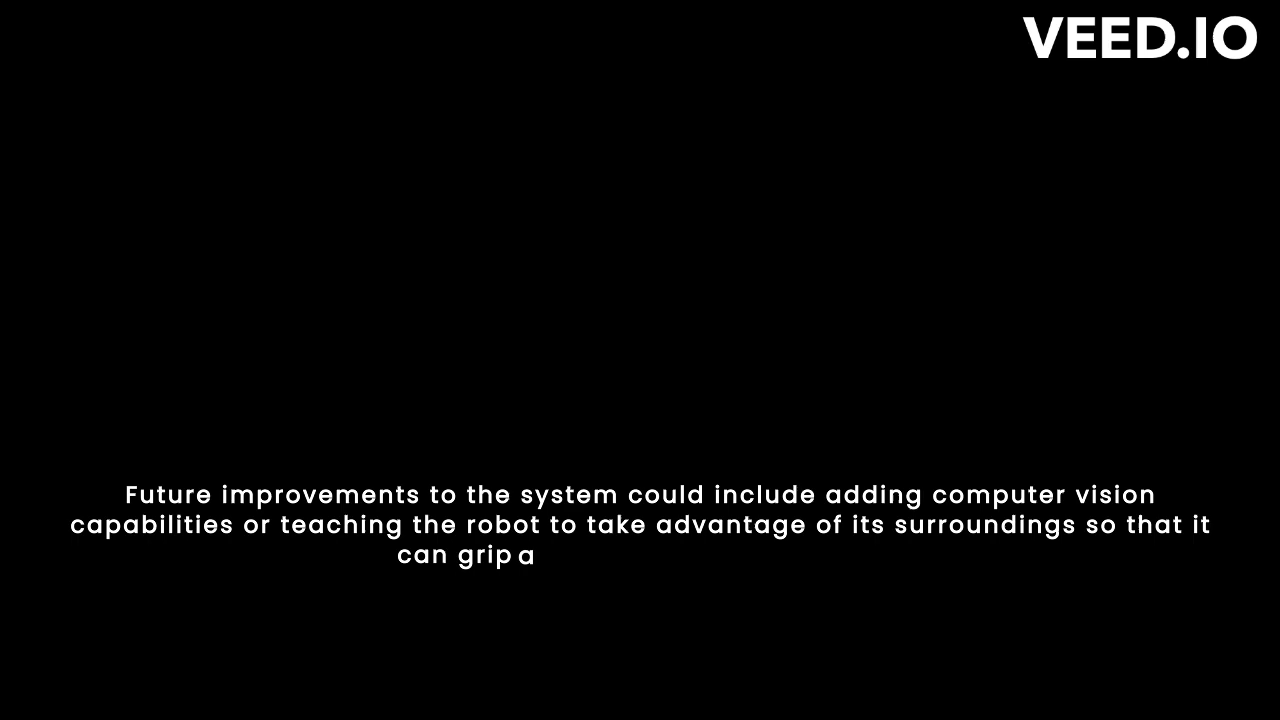 VEED.IO
Future improvements to the system could include adding computer vision
capabilities or teaching the robot to take advantage of its surroundings so that it
can grip a